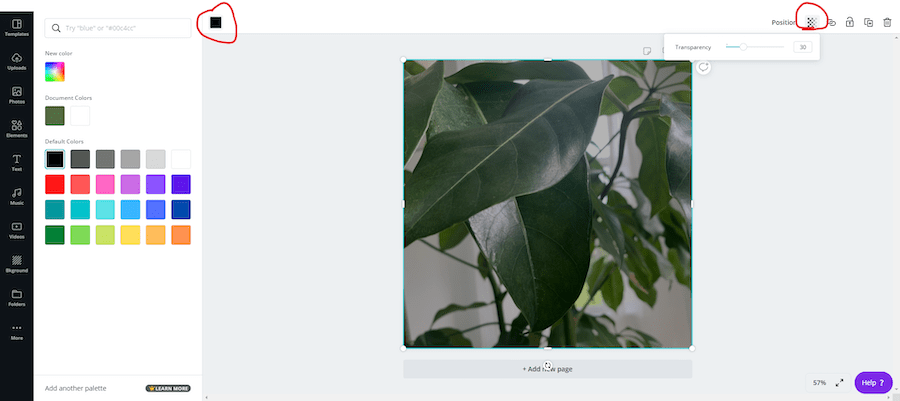 Templates
Uploads
Photos
Elements
Text
Music
Videos
Bkground
Folders
More
Try "blue" or "#00c4cc"
New color
Document Colors
Default Colors
Add another palette
LEARN MORE
Position
Transparency
30
+ Add new page
57%
Help ?